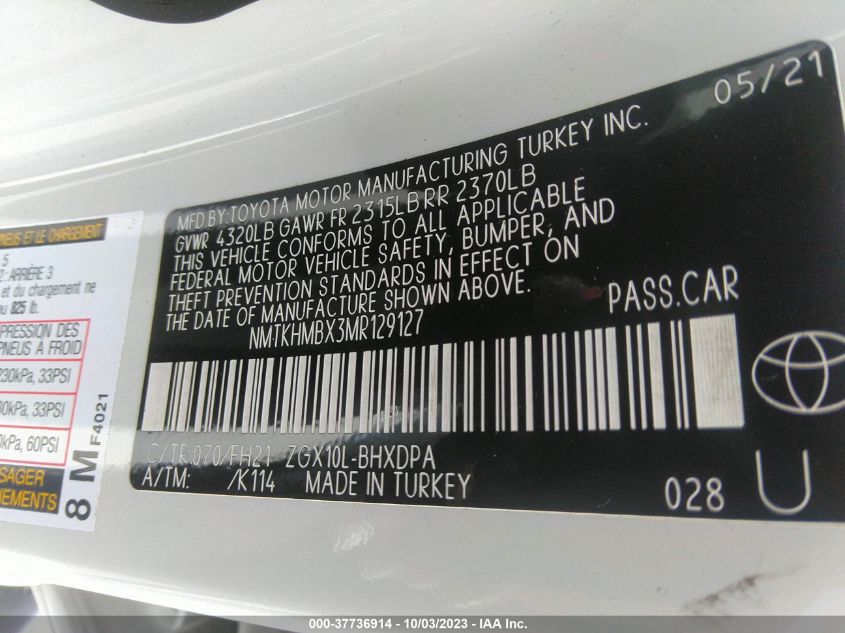 05/21
MFD.BY:TOYOTA MOTOR MANUFACTURING TURKEY INC.
GVWR 4320LB GAWR FR 2315LB RR 2370LB
THIS VEHICLE CONFORMS TO ALL APPLICABLE
FEDERAL MOTOR VEHICLE SAFETY, BUMPER, AND
THEFT PREVENTION STANDARDS IN EFFECT ON
THE DATE OF MANUFACTURE SHOWN ABOVE.
PASS.CAR
NMTKHMBX3MR129127
C/TR:070/FH21 ZGX10L-BHXDPA
A/TM: /K114 MADE IN TURKEY
028 U
PNEUS ET LE CHARGEMENT
5
2: ARRIÈRE 3
et du chargement ne
825 lb.
PRESSION DES
PNEUS À FROID
230kPa, 33PSI
kPa, 33PSI
kPa, 60PSI
8 M F4021
000-37736914 - 10/03/2023 - IAA Inc.